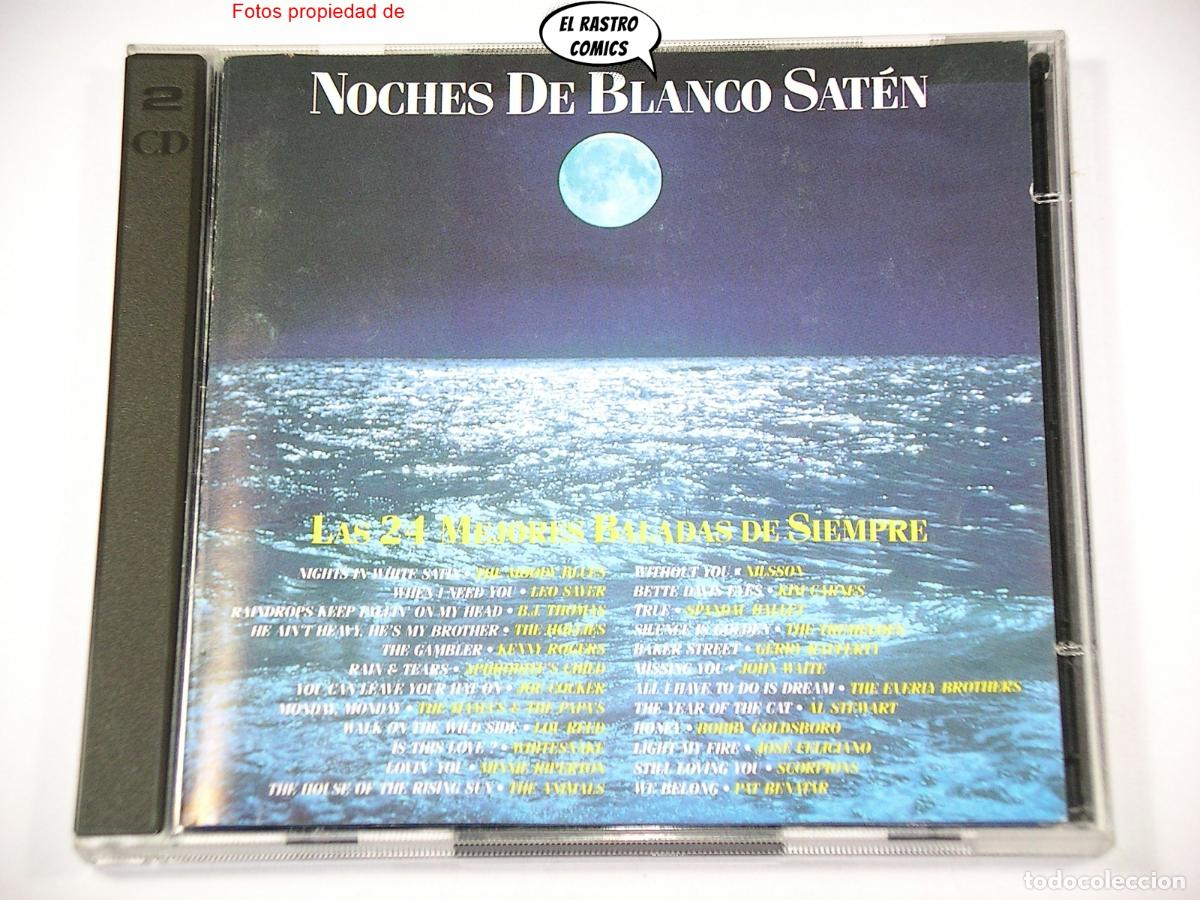 Fotos propiedad de
EL RASTRO
COMICS
2
CD
NOCHES DE BLANCO SATÉN
LAS 24 MEJORES BALADAS DE SIEMPRE
NIGHTS IN WHITE SATIN • THE MOODY BLUES
WHEN I NEED YOU • LEO SAYER
RAINDROPS KEEP FALLIN' ON MY HEAD • B.J. THOMAS
HE AIN'T HEAVY, HE'S MY BROTHER • THE HOLLIES
THE GAMBLER • KENNY ROGERS
RAIN & TEARS • APHRODITE'S CHILD
YOU CAN LEAVE YOUR HAT ON • JOE COCKER
MONDAY, MONDAY • THE MAMA'S & THE PAPA'S
WALK ON THE WILD SIDE • LOU REED
IS THIS LOVE? • WHITESNAKE
LOVIN' YOU • MINNIE RIPERTON
THE HOUSE OF THE RISING SUN • THE ANIMALS
WITHOUT YOU • NILSSON
BETTE DAVIS EYES • KIM CARNES
TRUE • SPANDAU BALLET
SILENCE IS GOLDEN • THE TREMELOES
BAKER STREET • GERRY RAFFERTY
MISSING YOU • JOHN WAITE
ALL I HAVE TO DO IS DREAM • THE EVERLY BROTHERS
THE YEAR OF THE CAT • AL STEWART
HONEY • BOBBY GOLDSBORO
LIGHT MY FIRE • JOSE FELICIANO
STILL LOVING YOU • SCORPIONS
WE BELONG • PAT BENATAR
todocoleccion